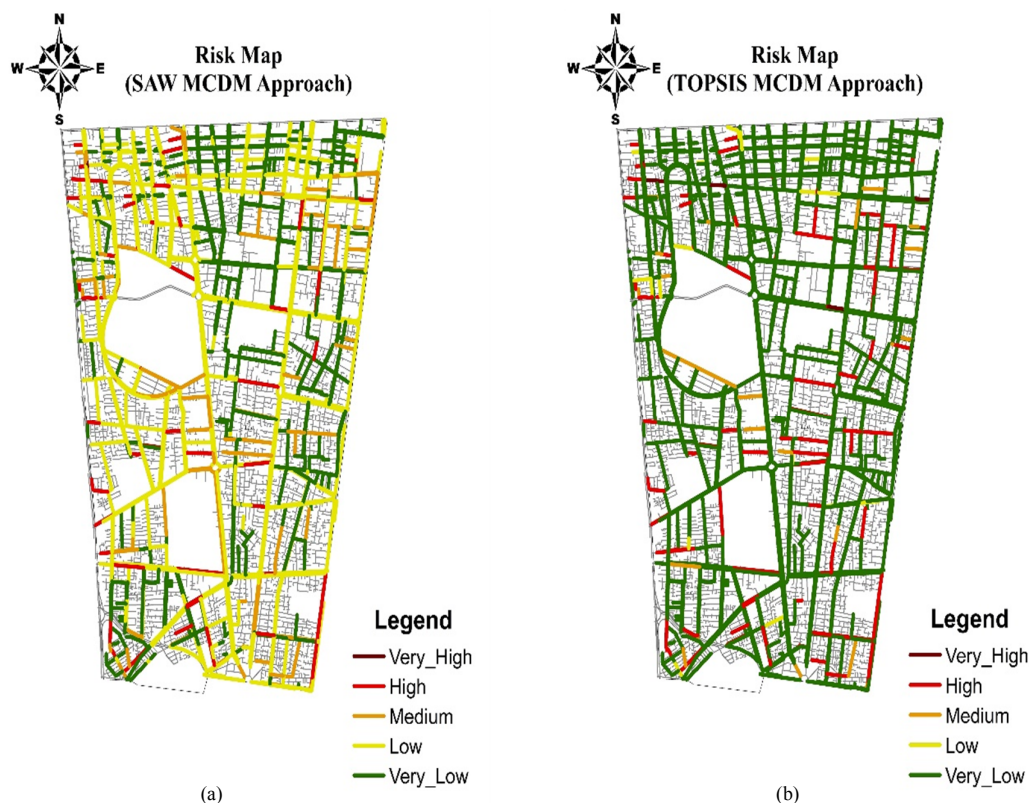 N
W E
S
Risk Map
(SAW MCDM Approach)
Legend
Very_High
High
Medium
Low
Very_Low
(a)
N
W E
S
Risk Map
(TOPSIS MCDM Approach)
Legend
Very_High
High
Medium
Low
Very_Low
(b)